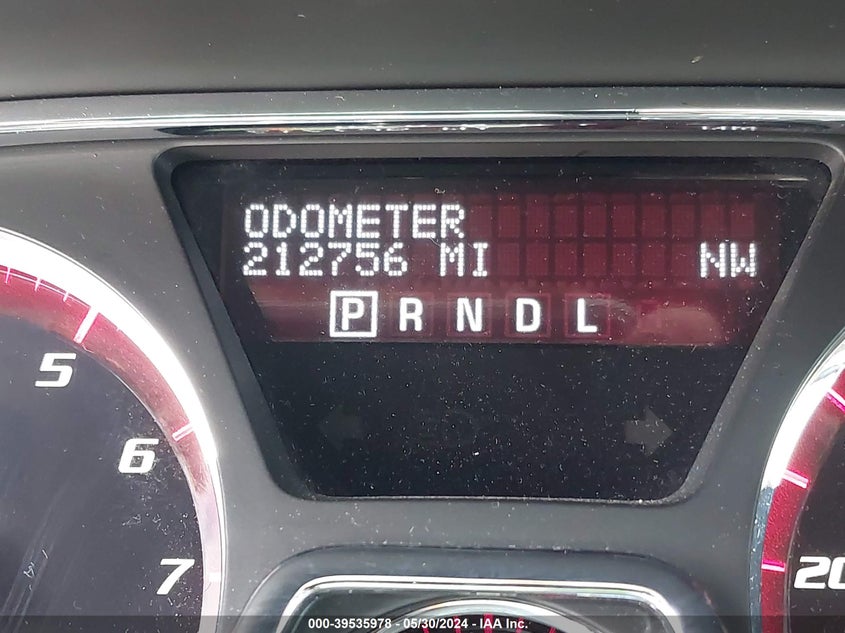 ODOMETER
212756 MI NW
P R N D L
5
6
7
20
000-39535978 - 05/30/2024 - IAA Inc.